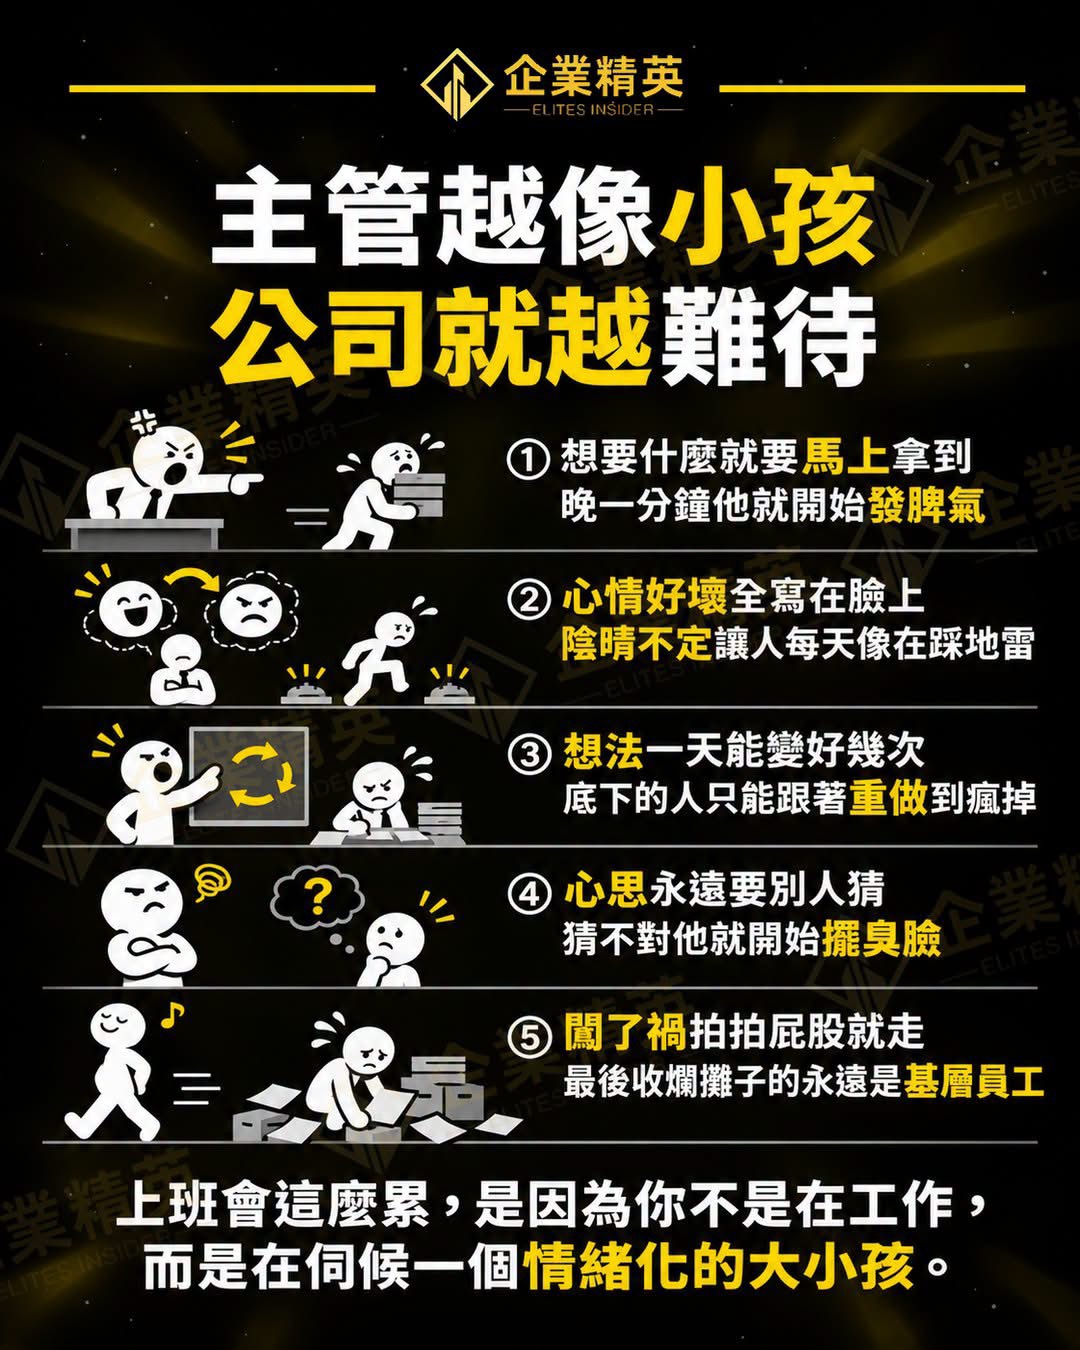 企業精英
ELITES INSIDER
主管越像小孩
公司就越難待
① 想要什麼就要馬上拿到
晚一分鐘他就開始發脾氣
② 心情好壞全寫在臉上
陰晴不定讓人每天像在踩地雷
③ 想法一天能變好幾次
底下的人只能跟著重做到瘋掉
④ 心思永遠要別人猜
猜不對他就開始擺臭臉
?
⑤ 闖了禍拍拍屁股就走
最後收爛攤子的永遠是基層員工
上班會這麼累，是因為你不是在工作，
而是在伺候一個情緒化的大小孩。